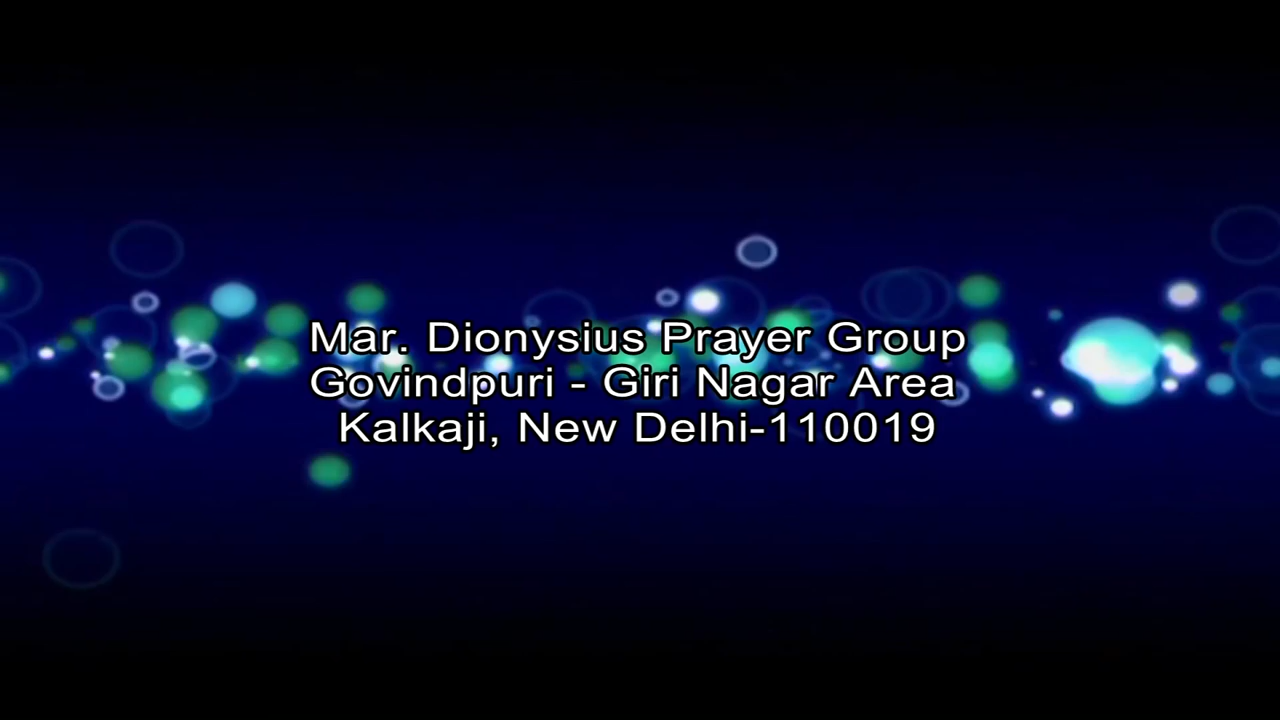 Mar. Dionysius Prayer Group
Govindpuri - Giri Nagar Area
Kalkaji, New Delhi-110019